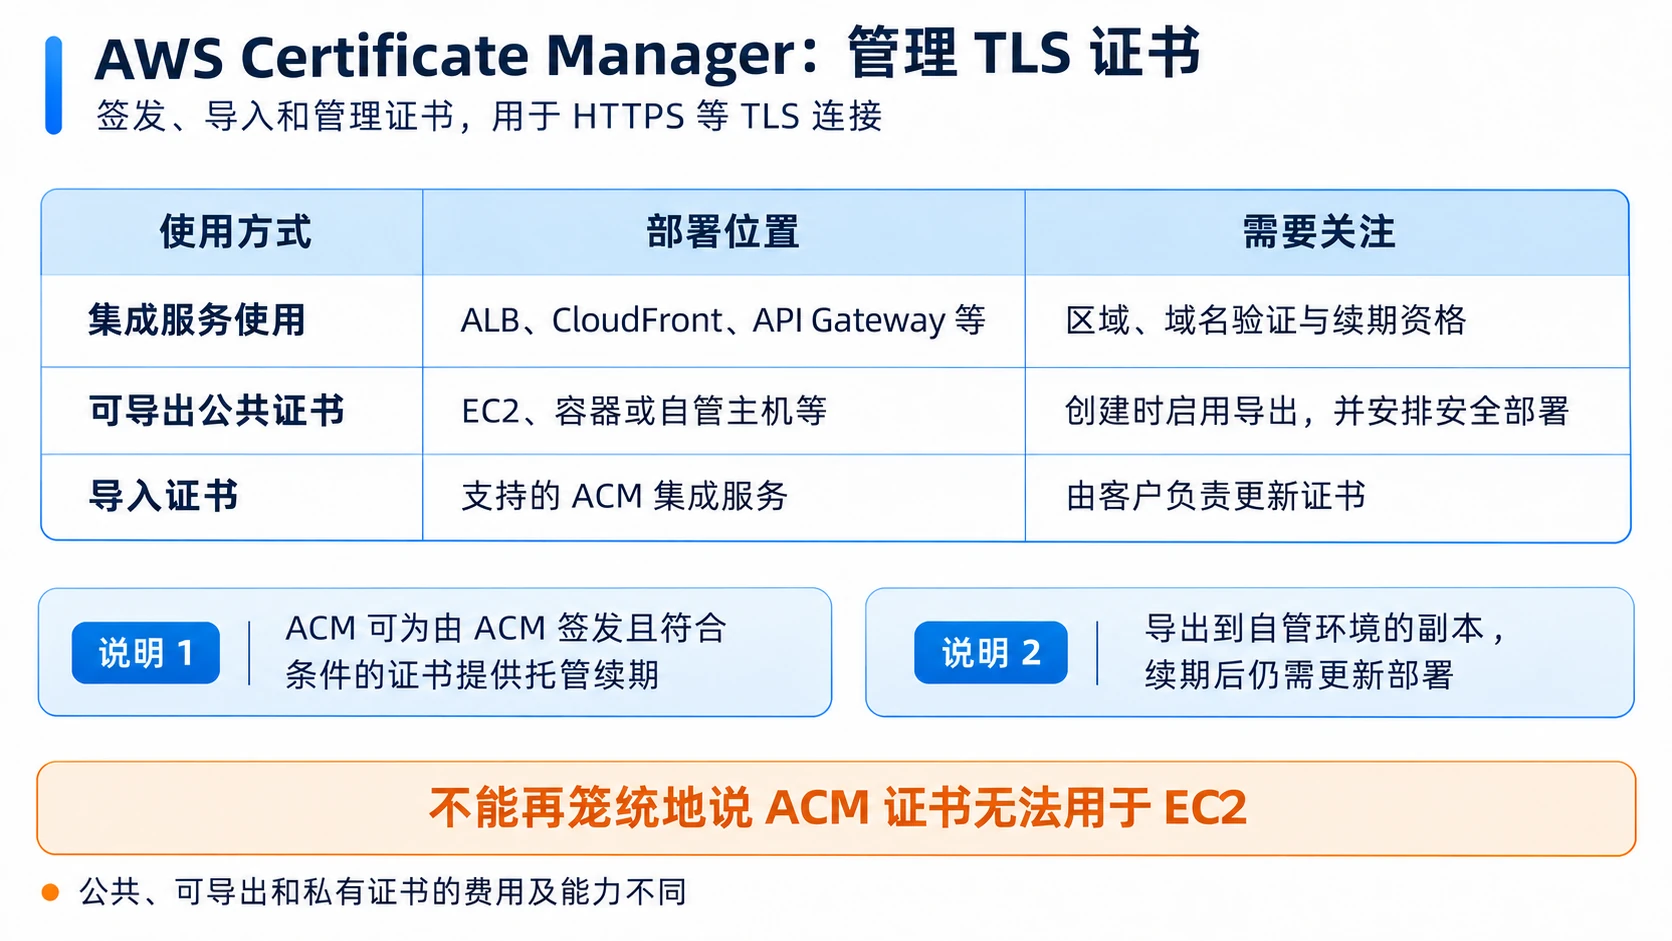 AWS Certificate Manager：管理 TLS 证书
签发、导入和管理证书，用于 HTTPS 等 TLS 连接
使用方式 部署位置 需要关注
集成服务使用 ALB、CloudFront、API Gateway 等 区域、域名验证与续期资格
可导出公共证书 EC2、容器或自管主机等 创建时启用导出，并安排安全部署
导入证书 支持的 ACM 集成服务 由客户负责更新证书
说明 1
ACM 可为由 ACM 签发且符合
条件的证书提供托管续期
说明 2
导出到自管环境的副本，
续期后仍需更新部署
不能再笼统地说 ACM 证书无法用于 EC2
公共、可导出和私有证书的费用及能力不同